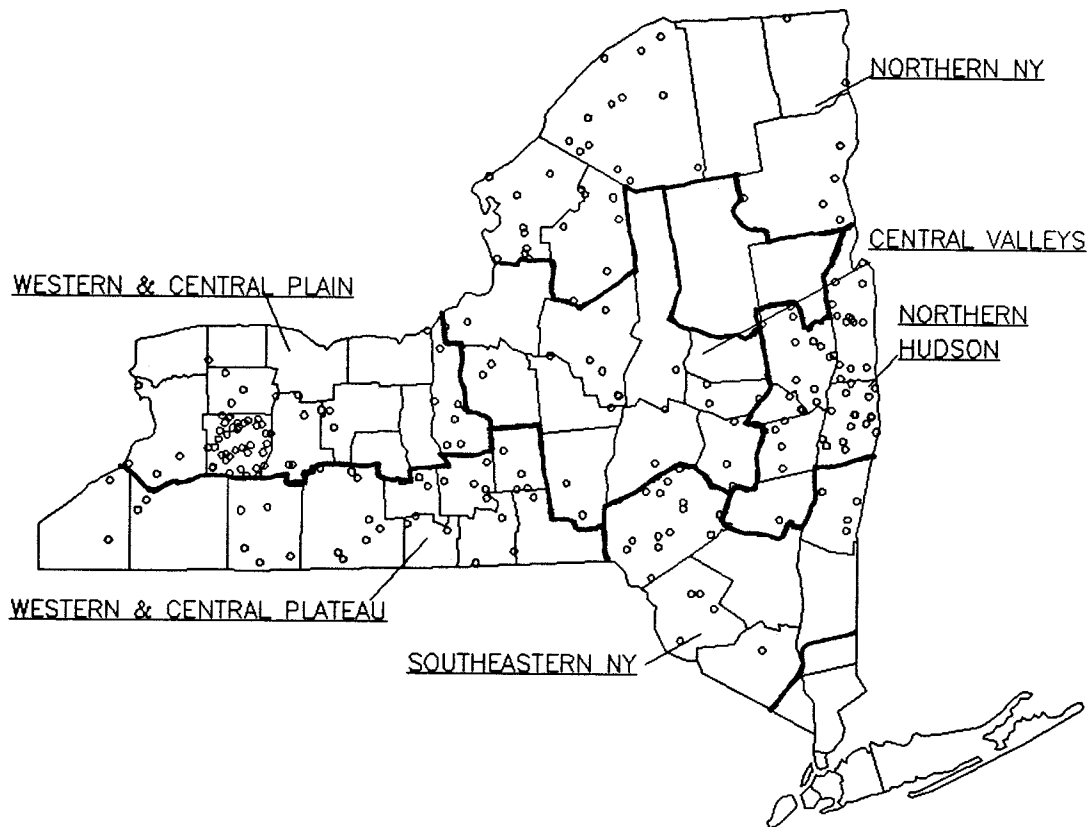 NORTHERN NY
CENTRAL VALLEYS
WESTERN & CENTRAL PLAIN
NORTHERN
HUDSON
WESTERN & CENTRAL PLATEAU
SOUTHEASTERN NY